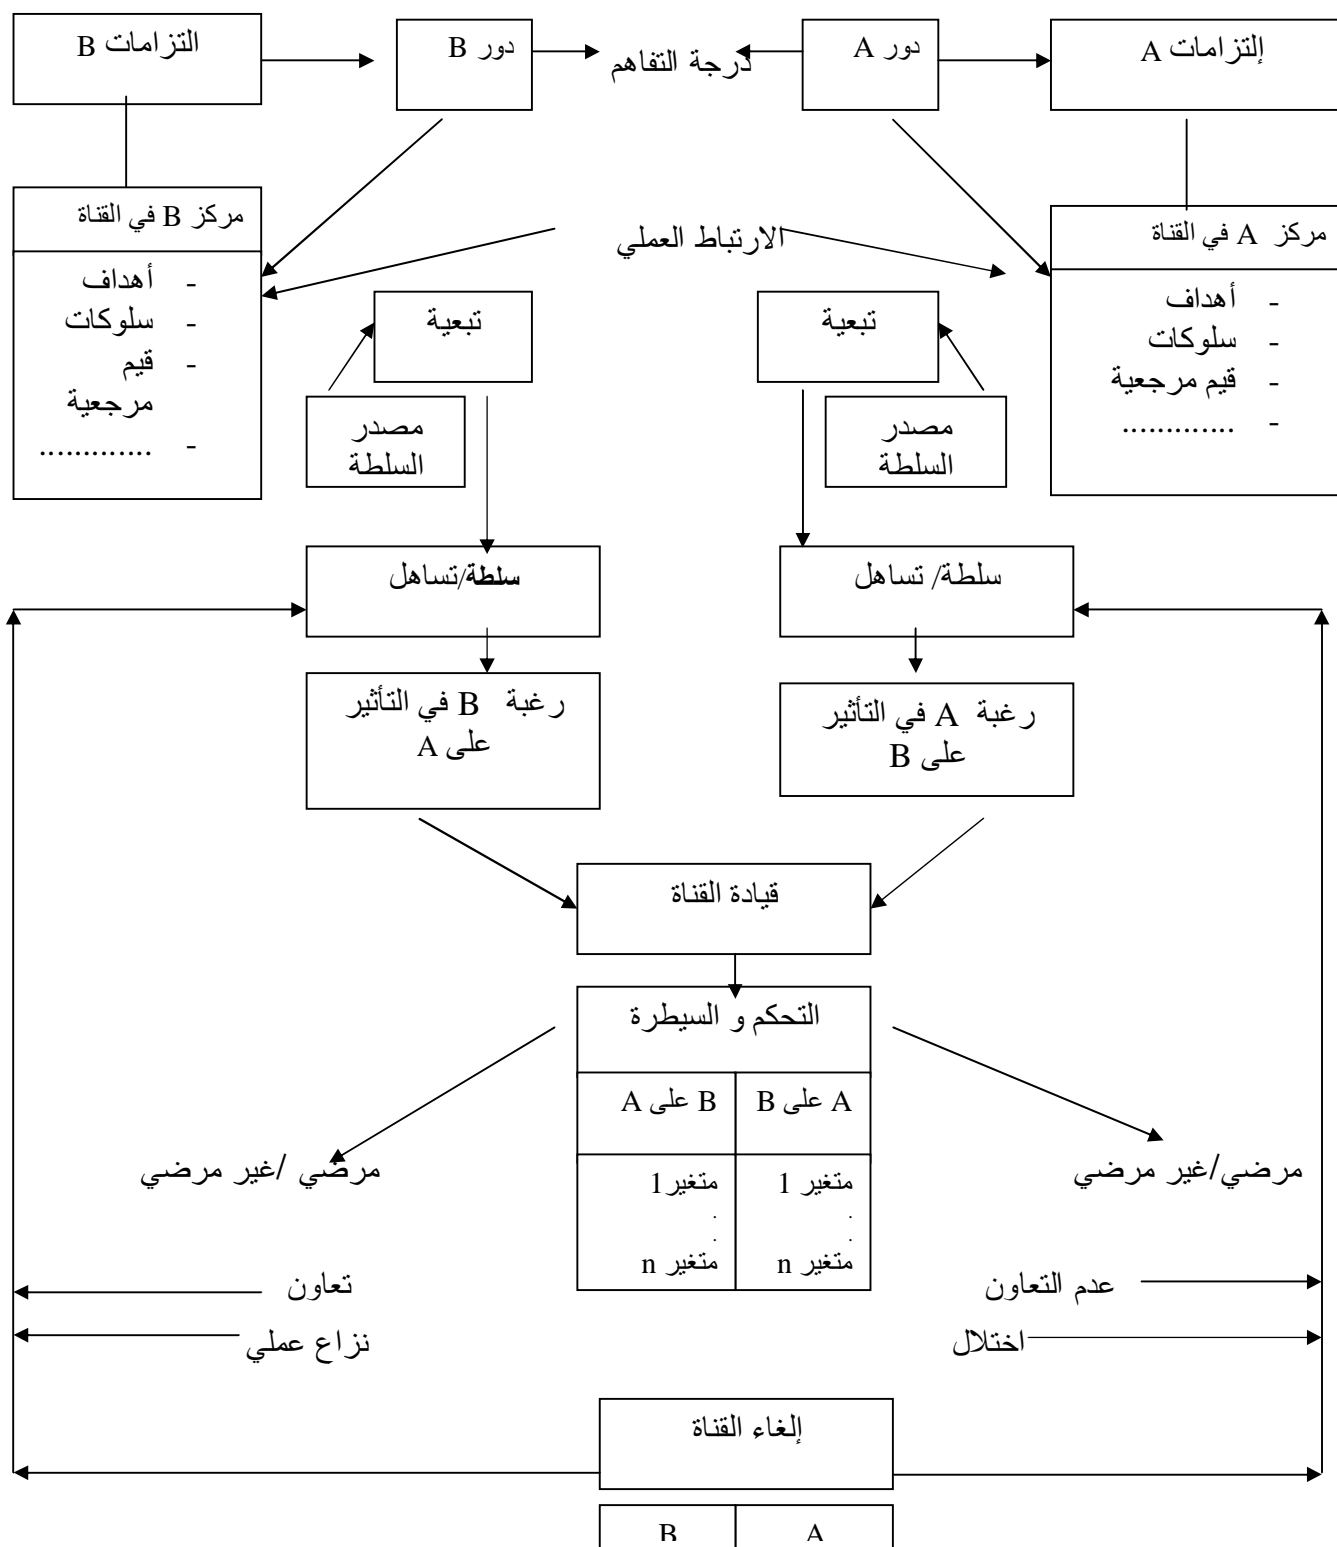 إلتزامات A
دور A
درجة التفاهم
دور B
التزامات B
مركز A في القناة
- أهداف
- سلوكات
- قيم مرجعية
- .............
الارتباط العملي
مركز B في القناة
- أهداف
- سلوكات
- قيم
مرجعية
- .............
تبعية
تبعية
مصدر
السلطة
مصدر
السلطة
سلطة/ تساهل
سلطة/تساهل
رغبة A في التأثير
على B
رغبة B في التأثير
على A
قيادة القناة
التحكم و السيطرة
A على B
B على A
متغير 1
.
.
متغير n
متغير1
.
.
متغير n
مرضي/غير مرضي
مرضي /غير مرضي
عدم التعاون
تعاون
اختلال
نزاع عملي
إلغاء القناة
A
B